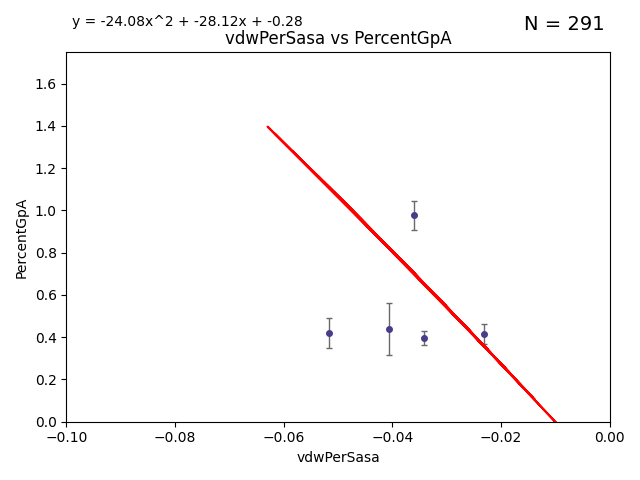 y = -24.08x^2 + -28.12x + -0.28
N = 291
vdwPerSasa vs PercentGpA
1.6
1.4
1.2
1.0
0.8
0.6
0.4
0.2
0.0
PercentGpA
−0.10 −0.08 −0.06 −0.04 −0.02 0.00
vdwPerSasa